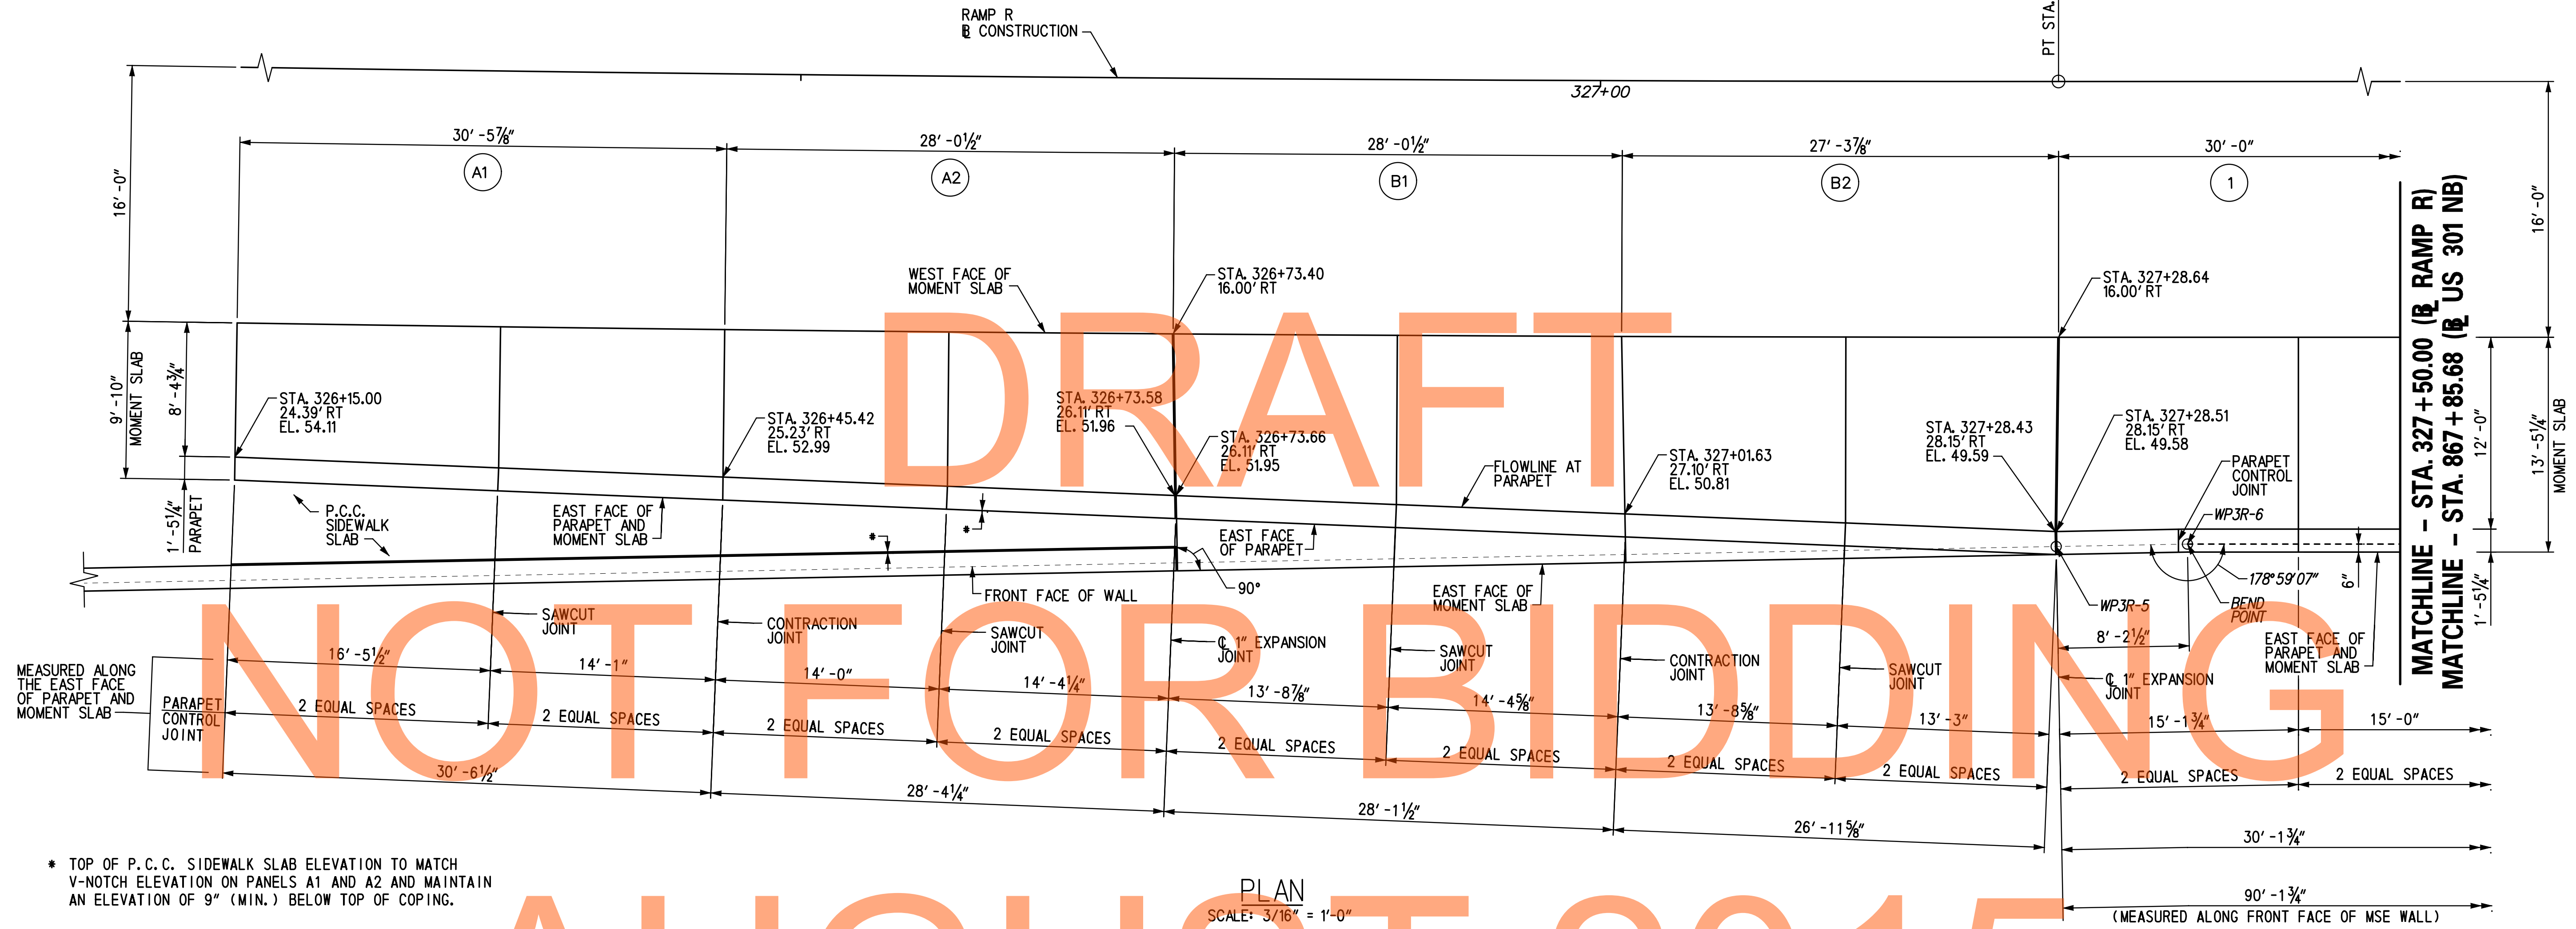 RAMP R
℄ CONSTRUCTION
PT STA.
327+00
30'-5⅞"
28'-0½"
28'-0½"
27'-3⅞"
30'-0"
A1
A2
B1
B2
1
16'-0"
16'-0"
WEST FACE OF
MOMENT SLAB
STA. 326+73.40
16.00' RT
STA. 327+28.64
16.00' RT
DRAFT
9'-10"
MOMENT SLAB
8'-4¾"
1'-5¼"
PARAPET
STA. 326+15.00
24.39' RT
EL. 54.11
STA. 326+45.42
25.23' RT
EL. 52.99
STA. 326+73.58
26.11' RT
EL. 51.96
STA. 326+73.66
26.11' RT
EL. 51.95
FLOWLINE AT
PARAPET
STA. 327+01.63
27.10' RT
EL. 50.81
STA. 327+28.43
28.15' RT
EL. 49.59
STA. 327+28.51
28.15' RT
EL. 49.58
PARAPET
CONTROL
JOINT
WP3R-6
MATCHLINE - STA. 327+50.00 (℄ RAMP R)
MATCHLINE - STA. 867+85.68 (℄ US 301 NB)
12'-0"
13'-5¼"
MOMENT SLAB
1'-5¼"
6"
P.C.C.
SIDEWALK
SLAB
EAST FACE OF
PARAPET AND
MOMENT SLAB
*
*
EAST FACE
OF PARAPET
90°
FRONT FACE OF WALL
EAST FACE OF
MOMENT SLAB
178°59'07"
WP3R-5
BEND
POINT
8'-2½"
EAST FACE OF
PARAPET AND
MOMENT SLAB
NOT FOR BIDDING
SAWCUT
JOINT
CONTRACTION
JOINT
SAWCUT
JOINT
℄ 1" EXPANSION
JOINT
SAWCUT
JOINT
CONTRACTION
JOINT
SAWCUT
JOINT
℄ 1" EXPANSION
JOINT
MEASURED ALONG
THE EAST FACE
OF PARAPET AND
MOMENT SLAB
PARAPET
CONTROL
JOINT
16'-5½"
14'-1"
14'-0"
14'-4¼"
13'-8⅞"
14'-4⅝"
13'-8⅝"
13'-3"
15'-1¾"
15'-0"
2 EQUAL SPACES
2 EQUAL SPACES
2 EQUAL SPACES
2 EQUAL SPACES
2 EQUAL SPACES
2 EQUAL SPACES
2 EQUAL SPACES
2 EQUAL SPACES
2 EQUAL SPACES
2 EQUAL SPACES
30'-6½"
28'-4¼"
28'-1½"
26'-11⅝"
30'-1¾"
90'-1¾"
(MEASURED ALONG FRONT FACE OF MSE WALL)
* TOP OF P.C.C. SIDEWALK SLAB ELEVATION TO MATCH
V-NOTCH ELEVATION ON PANELS A1 AND A2 AND MAINTAIN
AN ELEVATION OF 9" (MIN.) BELOW TOP OF COPING.
PLAN
SCALE: 3/16" = 1'-0"
AUGUST 2015